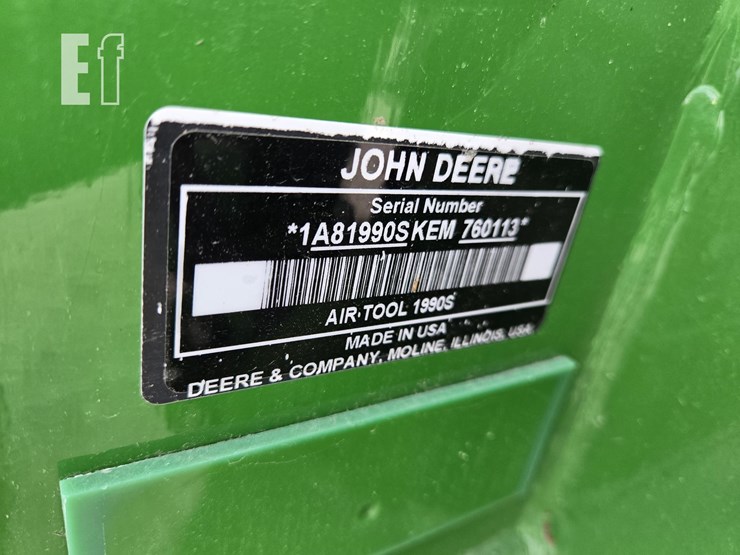 Ef
JOHN DEERE
Serial Number
*1A81990SKEM 760113*
AIR TOOL 1990S
MADE IN USA
DEERE & COMPANY, MOLINE, ILLINOIS, USA